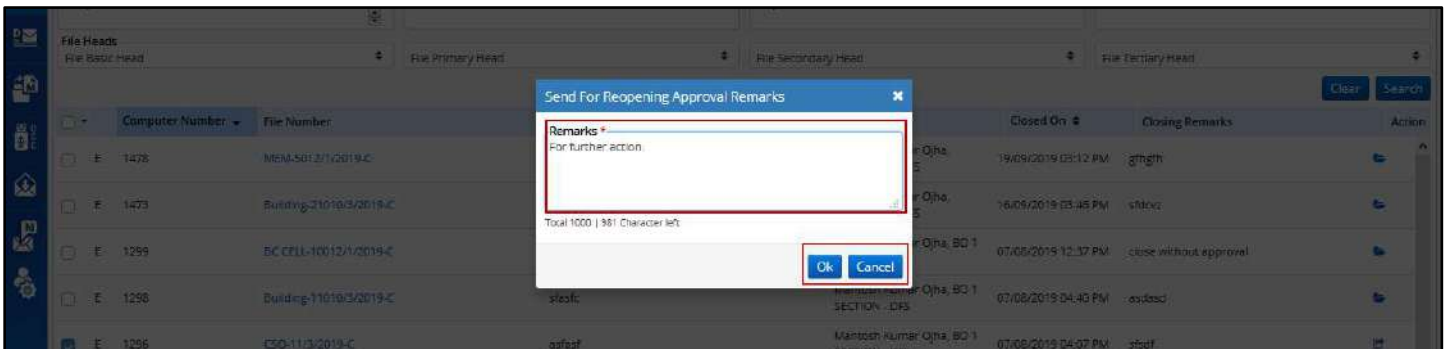 File Heads
File Basic Head File Primary Head File Secondary Head File Tertiary Head
Clear Search
Computer Number File Number Closed On Closing Remarks Action
Send For Reopening Approval Remarks
Remarks *
For further action
Total 1000 | 981 Character left
Ok Cancel
E 1478 MEM-5012/1/2019-C r Ojha, 19/09/2019 03:12 PM gfhgfh
E 1473 Building-21016/3/2019-C r Ojha, 16/09/2019 03:46 PM
E 1299 BC CELL-10012/1/2019-C r Ojha, BO 1 07/08/2019 12:37 PM close without approval
E 1298 Building-11016/3/2019-C Ojha, BO 1 07/08/2019 04:40 PM
SECTION - DFS
E 1296 CSO-11/3/2019-C asfasf Mantosh Kumar Ojha, BO 1 07/08/2019 04:07 PM